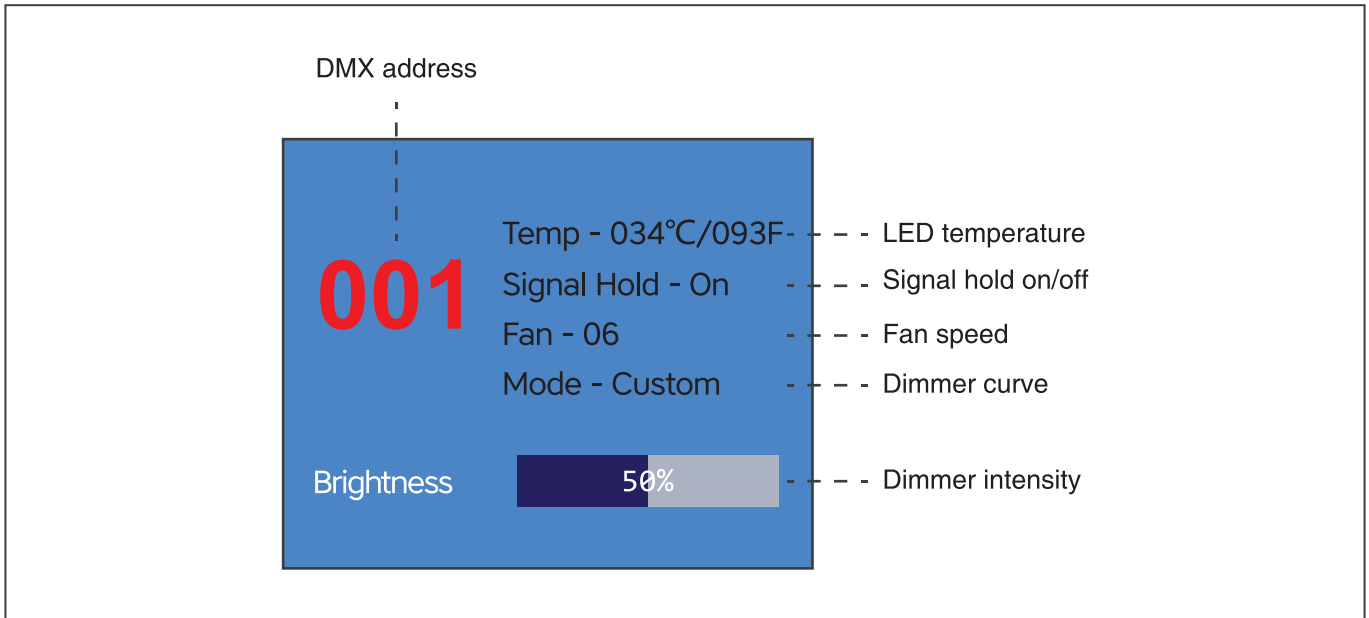 DMX address
001
Temp - 034℃/093F
LED temperature
Signal Hold - On
Signal hold on/off
Fan - 06
Fan speed
Mode - Custom
Dimmer curve
Brightness
50%
Dimmer intensity